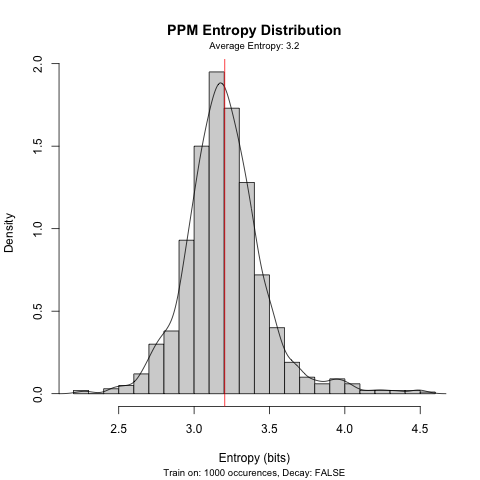 PPM Entropy Distribution
Average Entropy: 3.2
Density
2.0
1.5
1.0
0.5
0.0
2.5 3.0 3.5 4.0 4.5
Entropy (bits)
Train on: 1000 occurences, Decay: FALSE